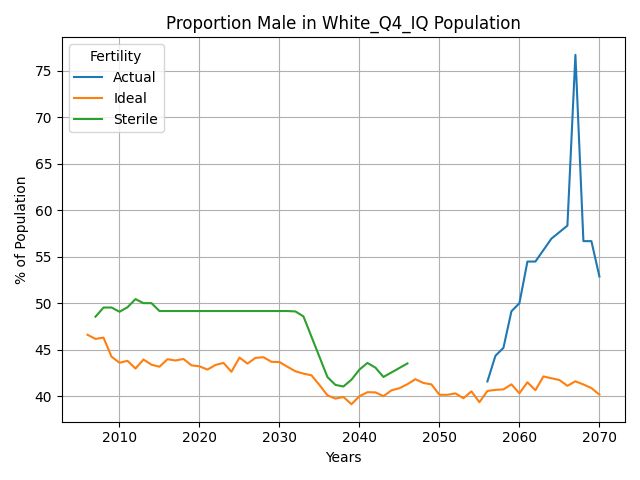 Proportion Male in White_Q4_IQ Population
Fertility
Actual
Ideal
Sterile
% of Population
75
70
65
60
55
50
45
40
2010
2020
2030
2040
2050
2060
2070
Years